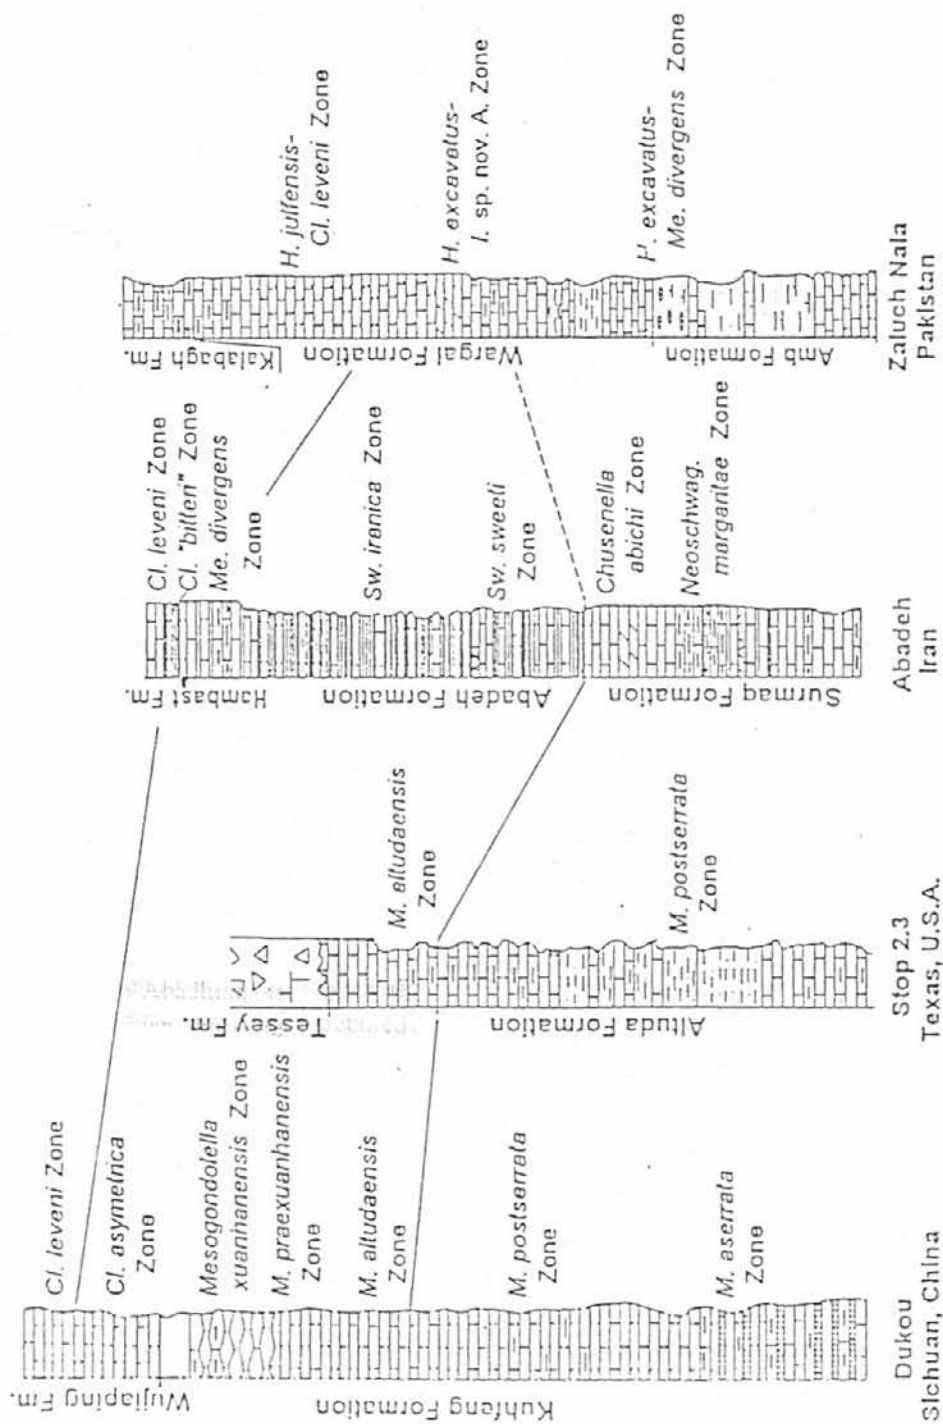 Cl. leveni Zone
Cl. asymetrica
Zone
Mesogondolella
xuanhanensis Zone
M. praexuanhanensis
Zone
M. altudaensis
Zone
M. postserrata
Zone
M. aserrata
Zone
Wujiaping Fm.
Kuhfeng Formation
Dukou
Sichuan, China
M. altudaensis
Zone
M. postserrata
Zone
Tessey Fm.
Altuda Formation
Stop 2.3
Texas, U.S.A.
Cl. leveni Zone
Cl. "bitteri" Zone
Me. divergens
Zone
Sw. iranica Zone
Sw. sweeti
Zone
Chusenella
abichi Zone
Neoschwag.
margaritae Zone
Hambast Fm.
Abadeh Formation
Surmaq Formation
Abadeh
Iran
H. julfensis-
Cl. leveni Zone
H. excavatus-
I. sp. nov. A. Zone
H. excavatus-
Me. divergens Zone
Kalabagh Fm.
Wargal Formation
Amb Formation
Zaluch Nala
Pakistan